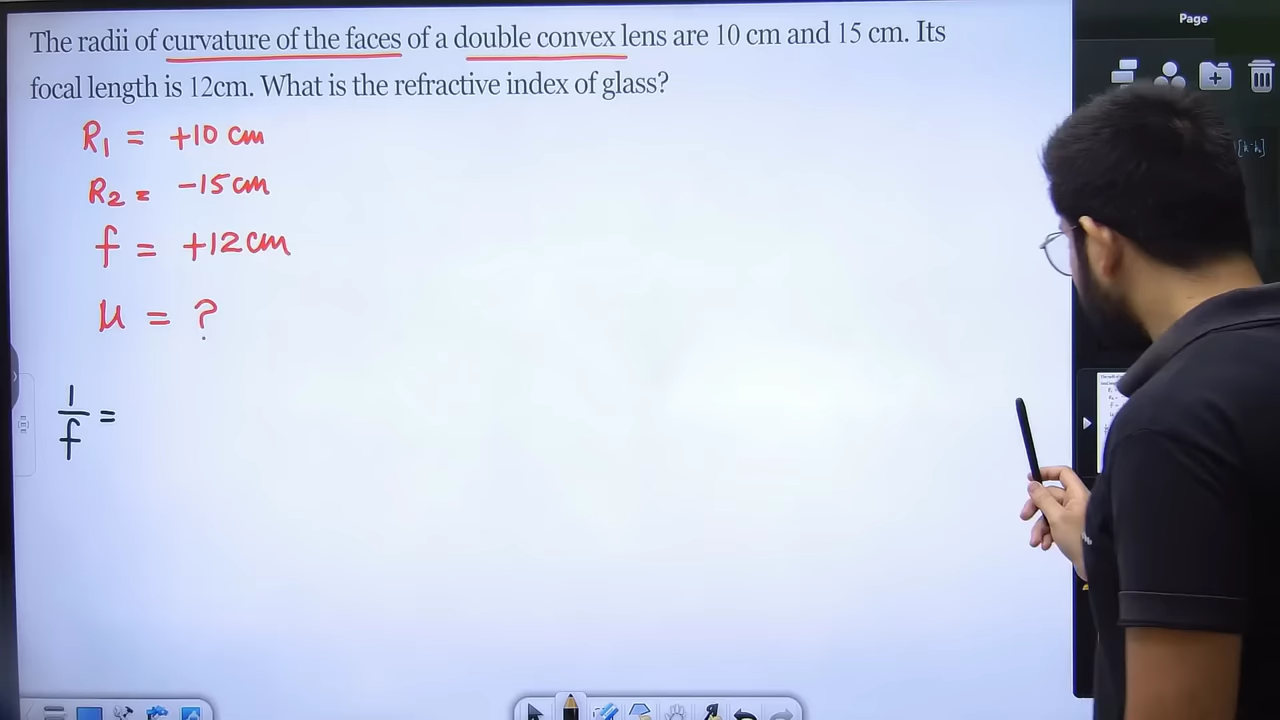 Page
The radii of curvature of the faces of a double convex lens are 10 cm and 15 cm. Its
focal length is 12cm. What is the refractive index of glass?
R₁ = +10 cm
R₂ = -15 cm
f = +12 cm
μ = ?
1/f =